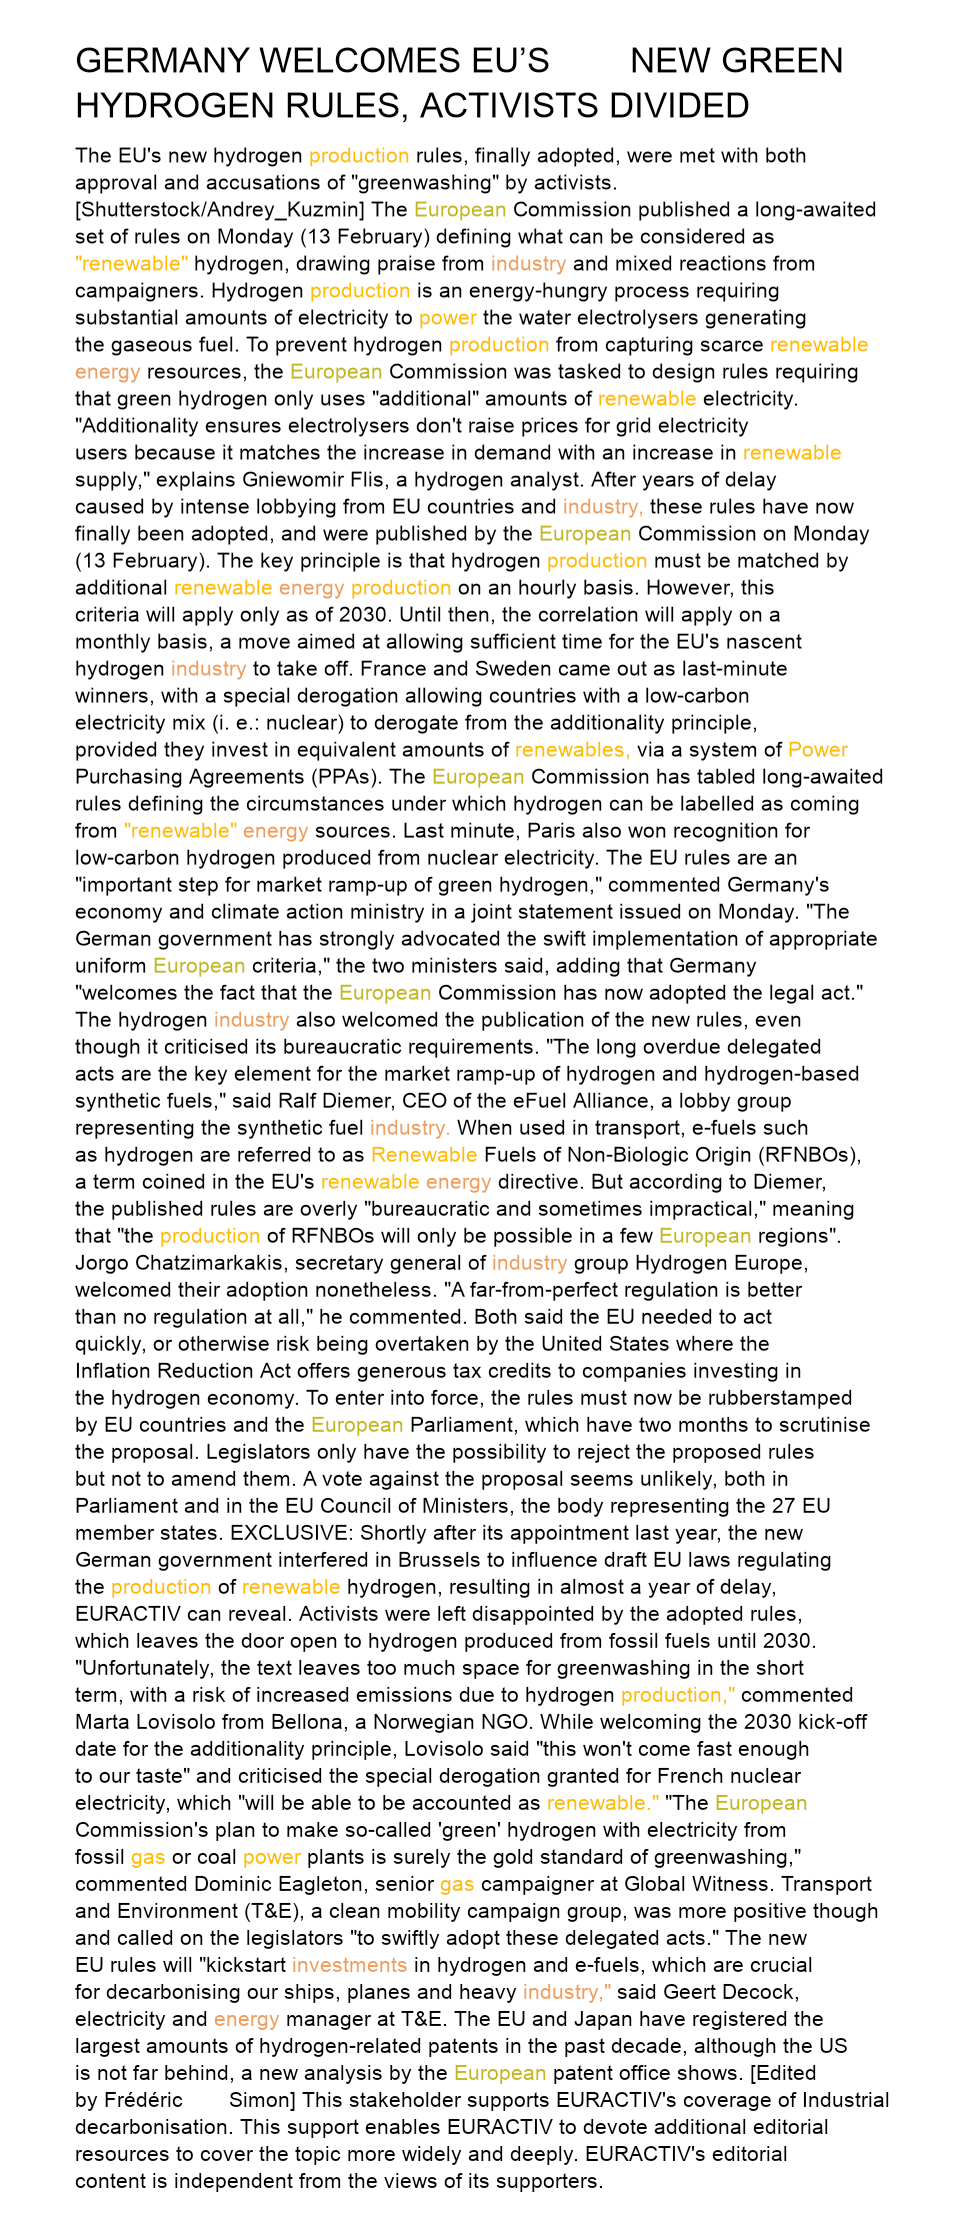 GERMANY WELCOMES EU’S NEW GREEN
HYDROGEN RULES, ACTIVISTS DIVIDED
The EU's new hydrogen production rules, finally adopted, were met with both
approval and accusations of "greenwashing" by activists.
[Shutterstock/Andrey_Kuzmin] The European Commission published a long-awaited
set of rules on Monday (13 February) defining what can be considered as
"renewable" hydrogen, drawing praise from industry and mixed reactions from
campaigners. Hydrogen production is an energy-hungry process requiring
substantial amounts of electricity to power the water electrolysers generating
the gaseous fuel. To prevent hydrogen production from capturing scarce renewable
energy resources, the European Commission was tasked to design rules requiring
that green hydrogen only uses "additional" amounts of renewable electricity.
"Additionality ensures electrolysers don't raise prices for grid electricity
users because it matches the increase in demand with an increase in renewable
supply," explains Gniewomir Flis, a hydrogen analyst. After years of delay
caused by intense lobbying from EU countries and industry, these rules have now
finally been adopted, and were published by the European Commission on Monday
(13 February). The key principle is that hydrogen production must be matched by
additional renewable energy production on an hourly basis. However, this
criteria will apply only as of 2030. Until then, the correlation will apply on a
monthly basis, a move aimed at allowing sufficient time for the EU's nascent
hydrogen industry to take off. France and Sweden came out as last-minute
winners, with a special derogation allowing countries with a low-carbon
electricity mix (i. e.: nuclear) to derogate from the additionality principle,
provided they invest in equivalent amounts of renewables, via a system of Power
Purchasing Agreements (PPAs). The European Commission has tabled long-awaited
rules defining the circumstances under which hydrogen can be labelled as coming
from "renewable" energy sources. Last minute, Paris also won recognition for
low-carbon hydrogen produced from nuclear electricity. The EU rules are an
"important step for market ramp-up of green hydrogen," commented Germany's
economy and climate action ministry in a joint statement issued on Monday. "The
German government has strongly advocated the swift implementation of appropriate
uniform European criteria," the two ministers said, adding that Germany
"welcomes the fact that the European Commission has now adopted the legal act."
The hydrogen industry also welcomed the publication of the new rules, even
though it criticised its bureaucratic requirements. "The long overdue delegated
acts are the key element for the market ramp-up of hydrogen and hydrogen-based
synthetic fuels," said Ralf Diemer, CEO of the eFuel Alliance, a lobby group
representing the synthetic fuel industry. When used in transport, e-fuels such
as hydrogen are referred to as Renewable Fuels of Non-Biologic Origin (RFNBOs),
a term coined in the EU's renewable energy directive. But according to Diemer,
the published rules are overly "bureaucratic and sometimes impractical," meaning
that "the production of RFNBOs will only be possible in a few European regions".
Jorgo Chatzimarkakis, secretary general of industry group Hydrogen Europe,
welcomed their adoption nonetheless. "A far-from-perfect regulation is better
than no regulation at all," he commented. Both said the EU needed to act
quickly, or otherwise risk being overtaken by the United States where the
Inflation Reduction Act offers generous tax credits to companies investing in
the hydrogen economy. To enter into force, the rules must now be rubberstamped
by EU countries and the European Parliament, which have two months to scrutinise
the proposal. Legislators only have the possibility to reject the proposed rules
but not to amend them. A vote against the proposal seems unlikely, both in
Parliament and in the EU Council of Ministers, the body representing the 27 EU
member states. EXCLUSIVE: Shortly after its appointment last year, the new
German government interfered in Brussels to influence draft EU laws regulating
the production of renewable hydrogen, resulting in almost a year of delay,
EURACTIV can reveal. Activists were left disappointed by the adopted rules,
which leaves the door open to hydrogen produced from fossil fuels until 2030.
"Unfortunately, the text leaves too much space for greenwashing in the short
term, with a risk of increased emissions due to hydrogen production," commented
Marta Lovisolo from Bellona, a Norwegian NGO. While welcoming the 2030 kick-off
date for the additionality principle, Lovisolo said "this won't come fast enough
to our taste" and criticised the special derogation granted for French nuclear
electricity, which "will be able to be accounted as renewable." "The European
Commission's plan to make so-called 'green' hydrogen with electricity from
fossil gas or coal power plants is surely the gold standard of greenwashing,"
commented Dominic Eagleton, senior gas campaigner at Global Witness. Transport
and Environment (T&E), a clean mobility campaign group, was more positive though
and called on the legislators "to swiftly adopt these delegated acts." The new
EU rules will "kickstart investments in hydrogen and e-fuels, which are crucial
for decarbonising our ships, planes and heavy industry," said Geert Decock,
electricity and energy manager at T&E. The EU and Japan have registered the
largest amounts of hydrogen-related patents in the past decade, although the US
is not far behind, a new analysis by the European patent office shows. [Edited
by Frédéric Simon] This stakeholder supports EURACTIV's coverage of Industrial
decarbonisation. This support enables EURACTIV to devote additional editorial
resources to cover the topic more widely and deeply. EURACTIV's editorial
content is independent from the views of its supporters.